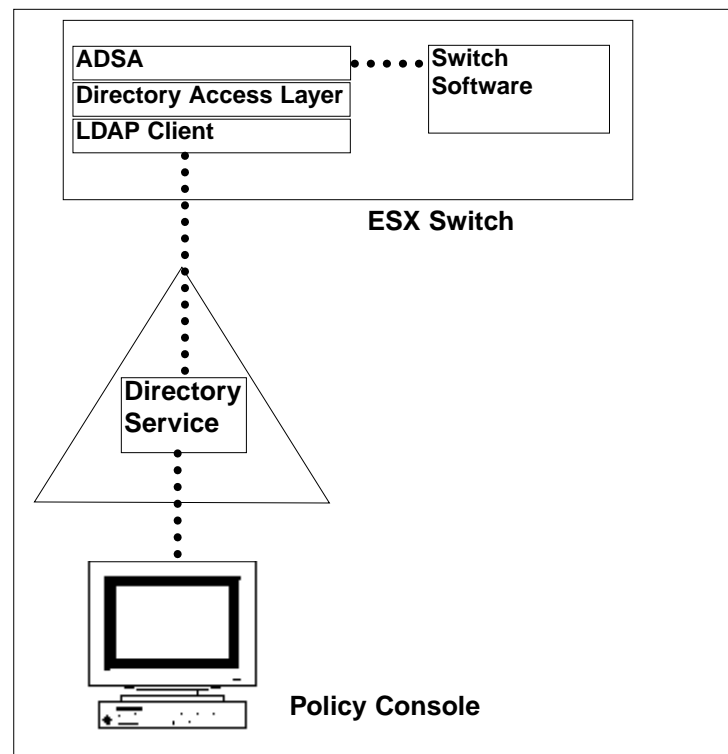 ADSA
Switch
Software
Directory Access Layer
LDAP Client
ESX Switch
Directory
Service
Policy Console